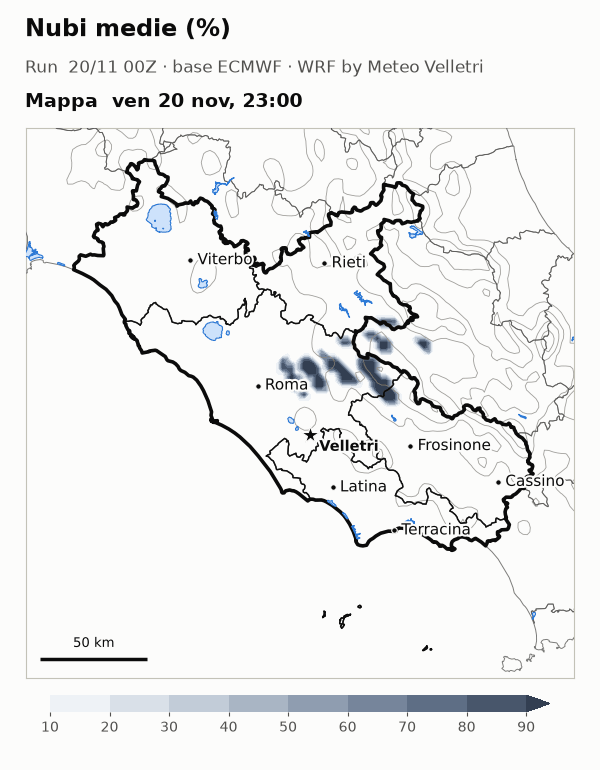 Nubi medie (%)
Run 20/11 00Z · base ECMWF · WRF by Meteo Velletri
Mappa ven 20 nov, 23:00
Viterbo
Rieti
Roma
Velletri
Frosinone
Cassino
Latina
Terracina
50 km
10 20 30 40 50 60 70 80 90